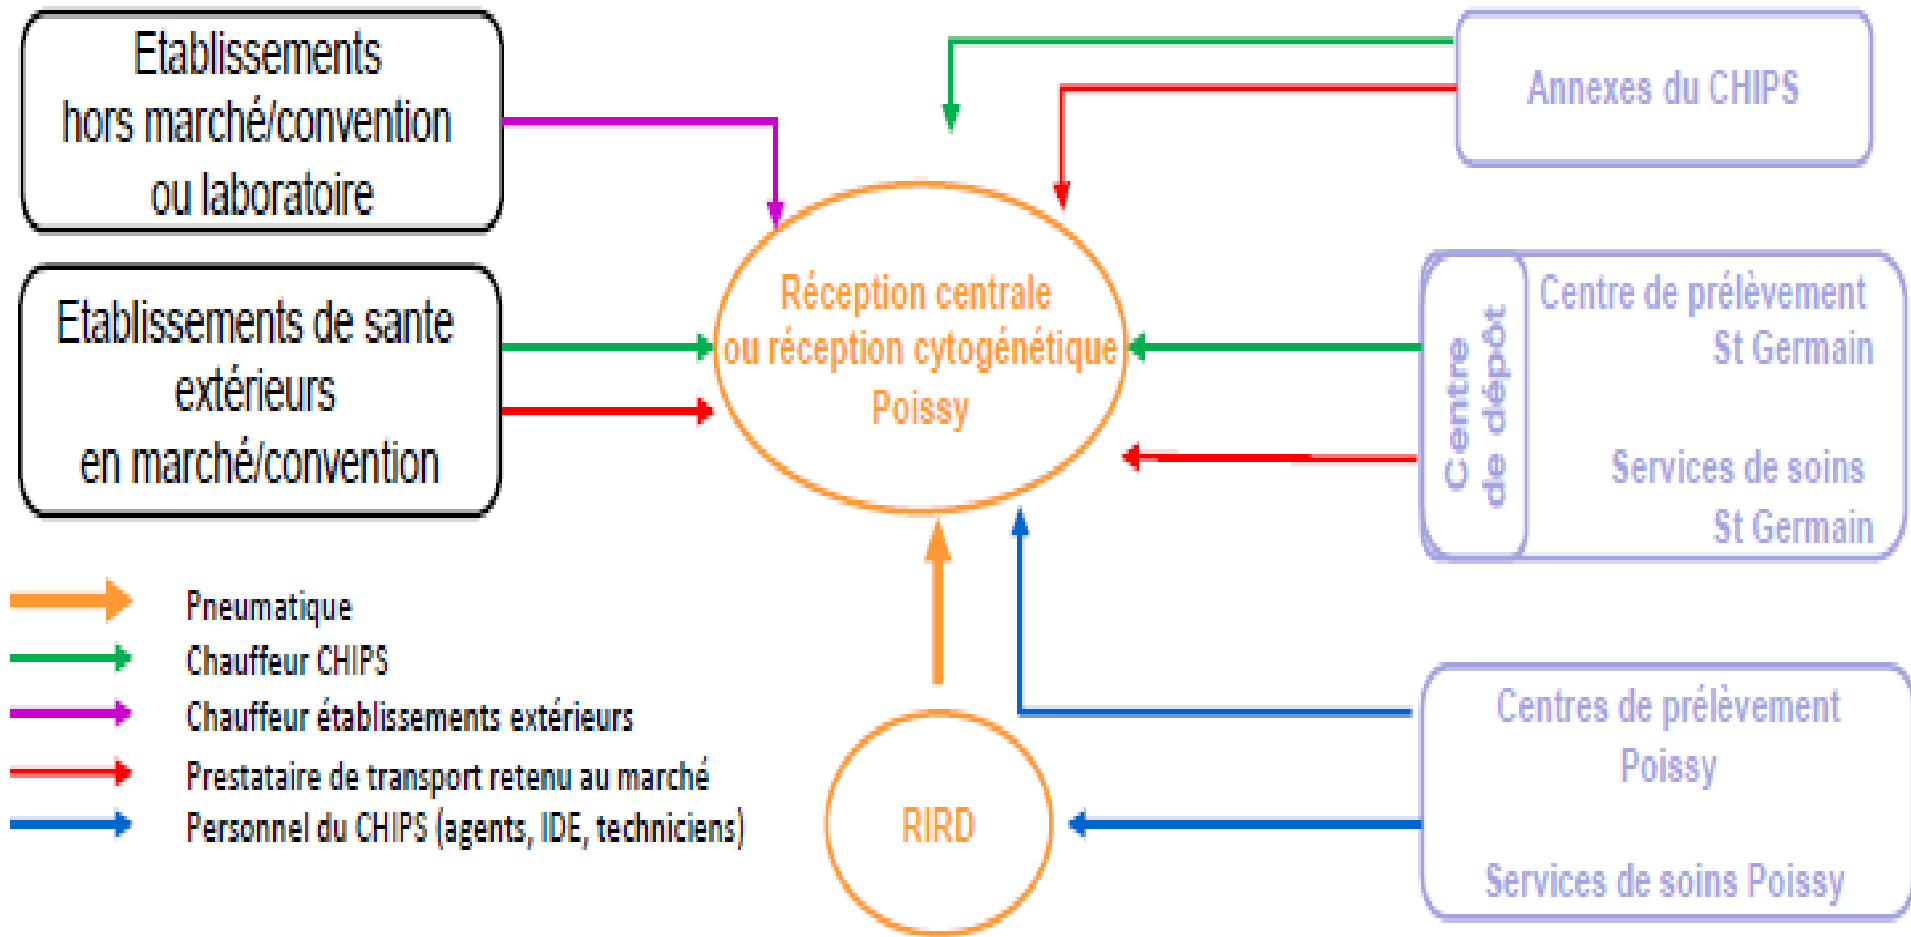 Etablissements
hors marché/convention
ou laboratoire
Etablissements de sante
extérieurs
en marché/convention
Réception centrale
ou réception cytogénétique
Poissy
Annexes du CHIPS
Centre
de dépôt
Centre de prélèvement
St Germain
Services de soins
St Germain
Centres de prélèvement
Poissy
Services de soins Poissy
RIRD
Pneumatique
Chauffeur CHIPS
Chauffeur établissements extérieurs
Prestataire de transport retenu au marché
Personnel du CHIPS (agents, IDE, techniciens)